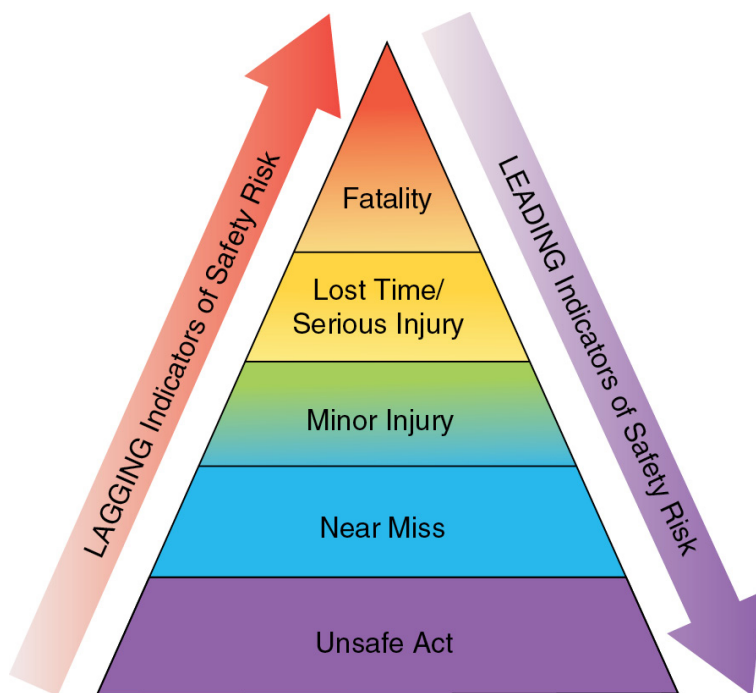 LAGGING Indicators of Safety Risk
LEADING Indicators of Safety Risk
Fatality
Lost Time/
Serious Injury
Minor Injury
Near Miss
Unsafe Act